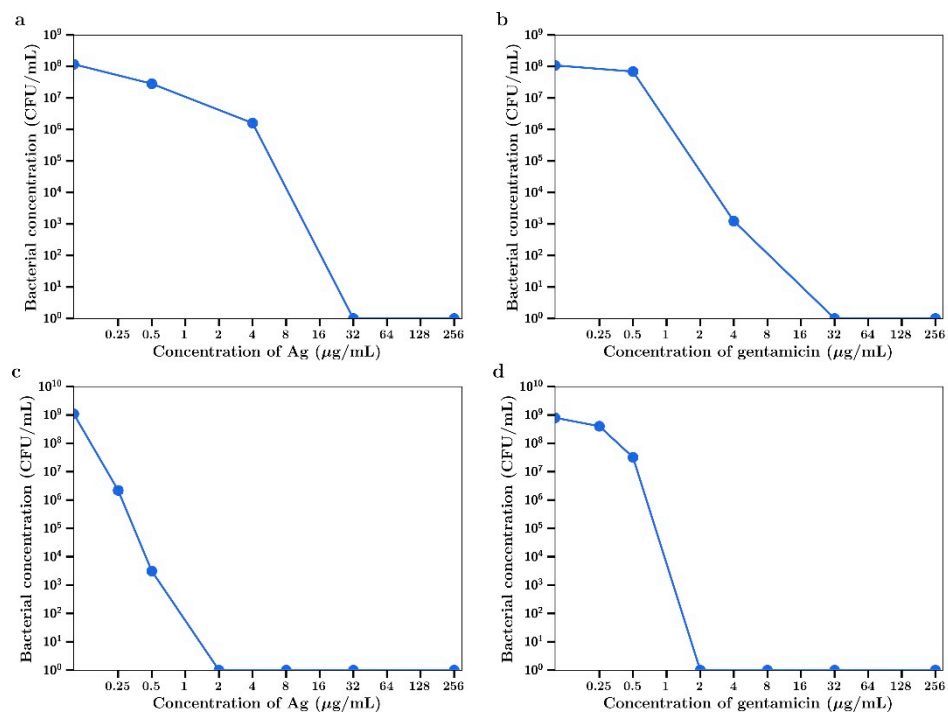 a
Bacterial concentration (CFU/mL)
10⁹
10⁸
10⁷
10⁶
10⁵
10⁴
10³
10²
10¹
10⁰
0.25 0.5 1 2 4 8 16 32 64 128 256
Concentration of Ag (μg/mL)
b
Bacterial concentration (CFU/mL)
10⁹
10⁸
10⁷
10⁶
10⁵
10⁴
10³
10²
10¹
10⁰
0.25 0.5 1 2 4 8 16 32 64 128 256
Concentration of gentamicin (μg/mL)
c
Bacterial concentration (CFU/mL)
10¹⁰
10⁹
10⁸
10⁷
10⁶
10⁵
10⁴
10³
10²
10¹
10⁰
0.25 0.5 1 2 4 8 16 32 64 128 256
Concentration of Ag (μg/mL)
d
Bacterial concentration (CFU/mL)
10¹⁰
10⁹
10⁸
10⁷
10⁶
10⁵
10⁴
10³
10²
10¹
10⁰
0.25 0.5 1 2 4 8 16 32 64 128 256
Concentration of gentamicin (μg/mL)